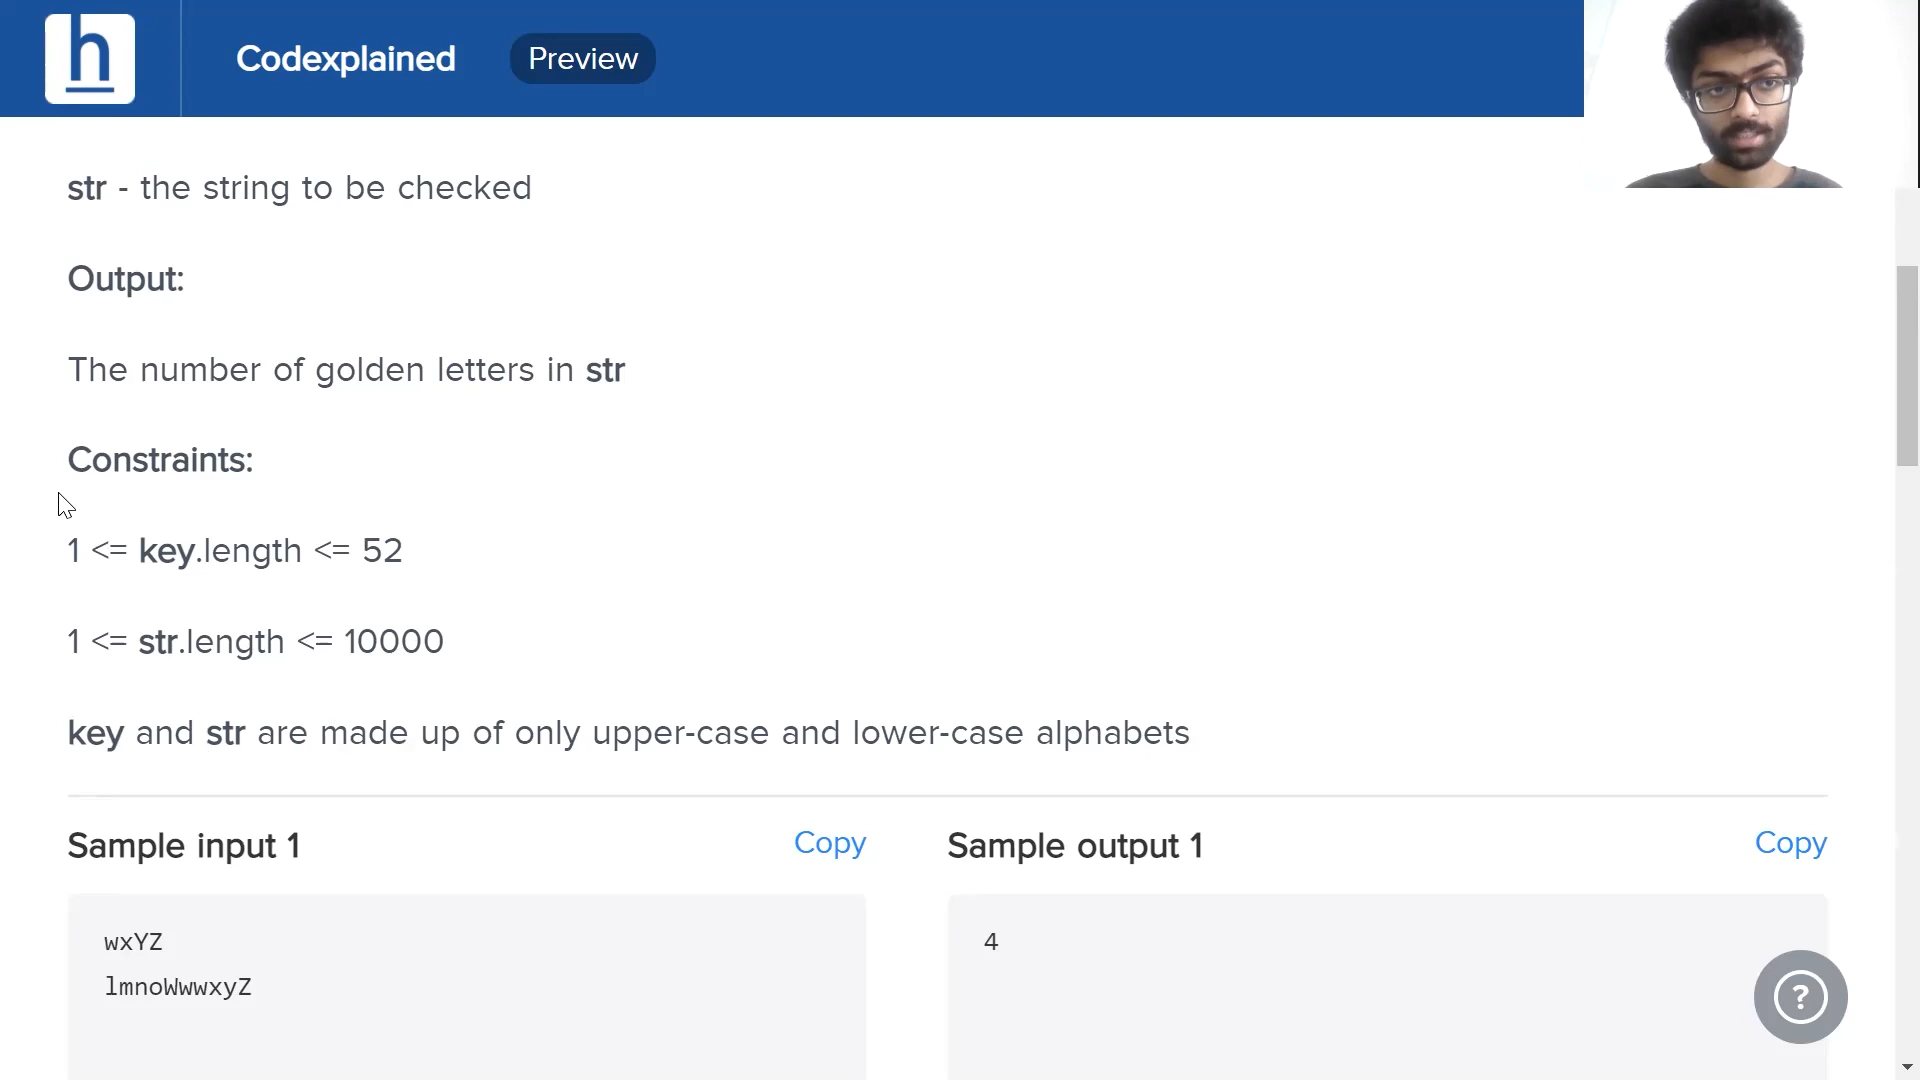 h
Codexplained Preview
str - the string to be checked
Output:
The number of golden letters in str
Constraints:
1 <= key.length <= 52
1 <= str.length <= 10000
key and str are made up of only upper-case and lower-case alphabets
Sample input 1 Copy
wxYZ
lmnoWwwxyZ
Sample output 1 Copy
4
?